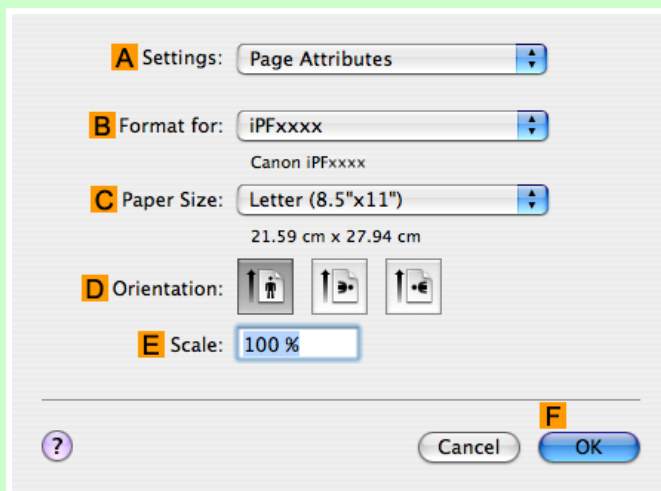 A Settings: Page Attributes
B Format for: iPFxxxx
Canon iPFxxxx
C Paper Size: Letter (8.5"x11")
21.59 cm x 27.94 cm
D Orientation:
E Scale: 100 %
F
? Cancel OK